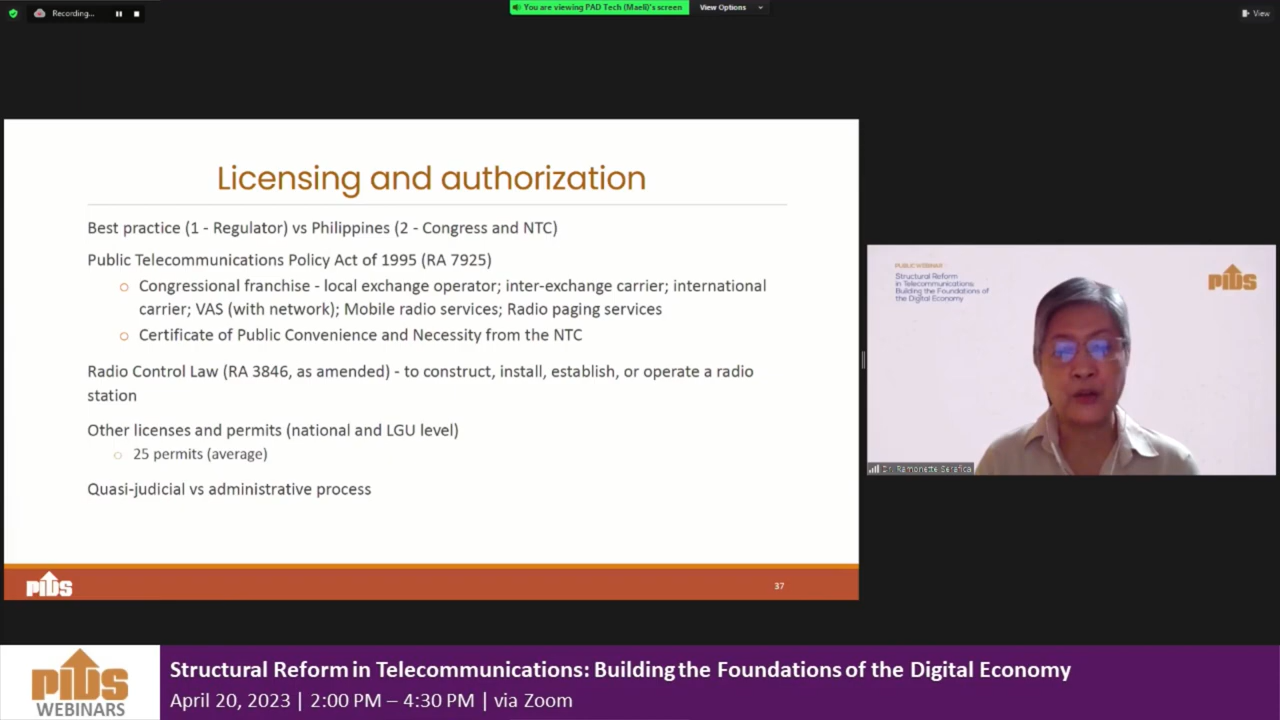 Recording...
You are viewing PAD Tech (Maeli)'s screen
View Options
View
Licensing and authorization
Best practice (1 - Regulator) vs Philippines (2 - Congress and NTC)
Public Telecommunications Policy Act of 1995 (RA 7925)
Congressional franchise - local exchange operator; inter-exchange carrier; international
carrier; VAS (with network); Mobile radio services; Radio paging services
Certificate of Public Convenience and Necessity from the NTC
Radio Control Law (RA 3846, as amended) - to construct, install, establish, or operate a radio
station
Other licenses and permits (national and LGU level)
25 permits (average)
Quasi-judicial vs administrative process
PIDS
37
PUBLIC WEBINAR
Structural Reform
in Telecommunications:
Building the Foundations of
the Digital Economy
PIDS
Dr. Ramonette Serafica
PIDS
WEBINARS
Structural Reform in Telecommunications: Building the Foundations of the Digital Economy
April 20, 2023 | 2:00 PM – 4:30 PM | via Zoom